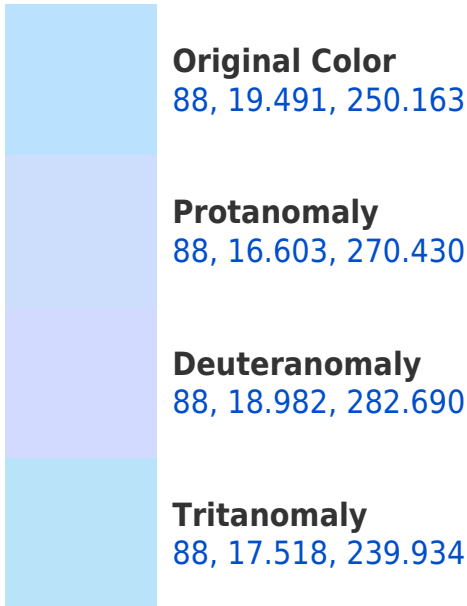 Original Color
88, 19.491, 250.163
Protanomaly
88, 16.603, 270.430
Deuteranomaly
88, 18.982, 282.690
Tritanomaly
88, 17.518, 239.934